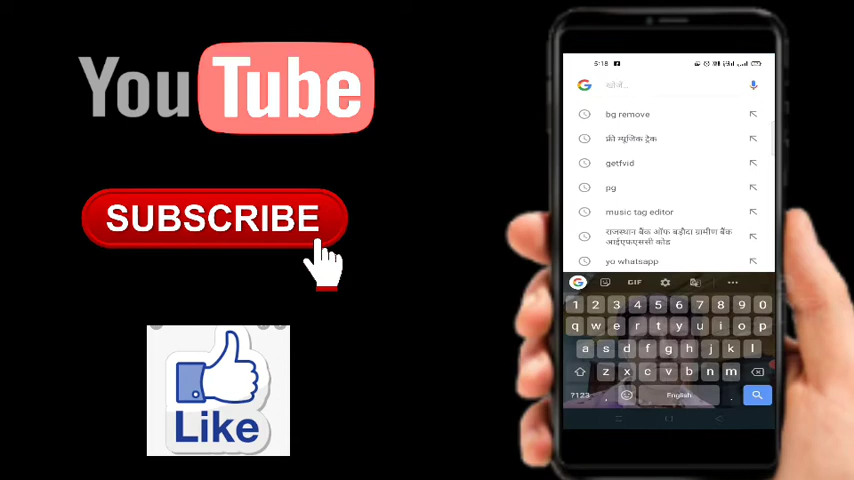 YouTube
SUBSCRIBE
Like
5:18
खोजें...
bg remove
फ्री म्यूजिक ट्रेक
getfvid
pg
music tag editor
राजस्थान बैंक ऑफ बड़ौदा ग्रामीण बैंक
आईएफएससी कोड
yo whatsapp
GIF
1 2 3 4 5 6 7 8 9 0
q w e r t y u i o p
a s d f g h j k l
z x c v b n m
?123 , English .